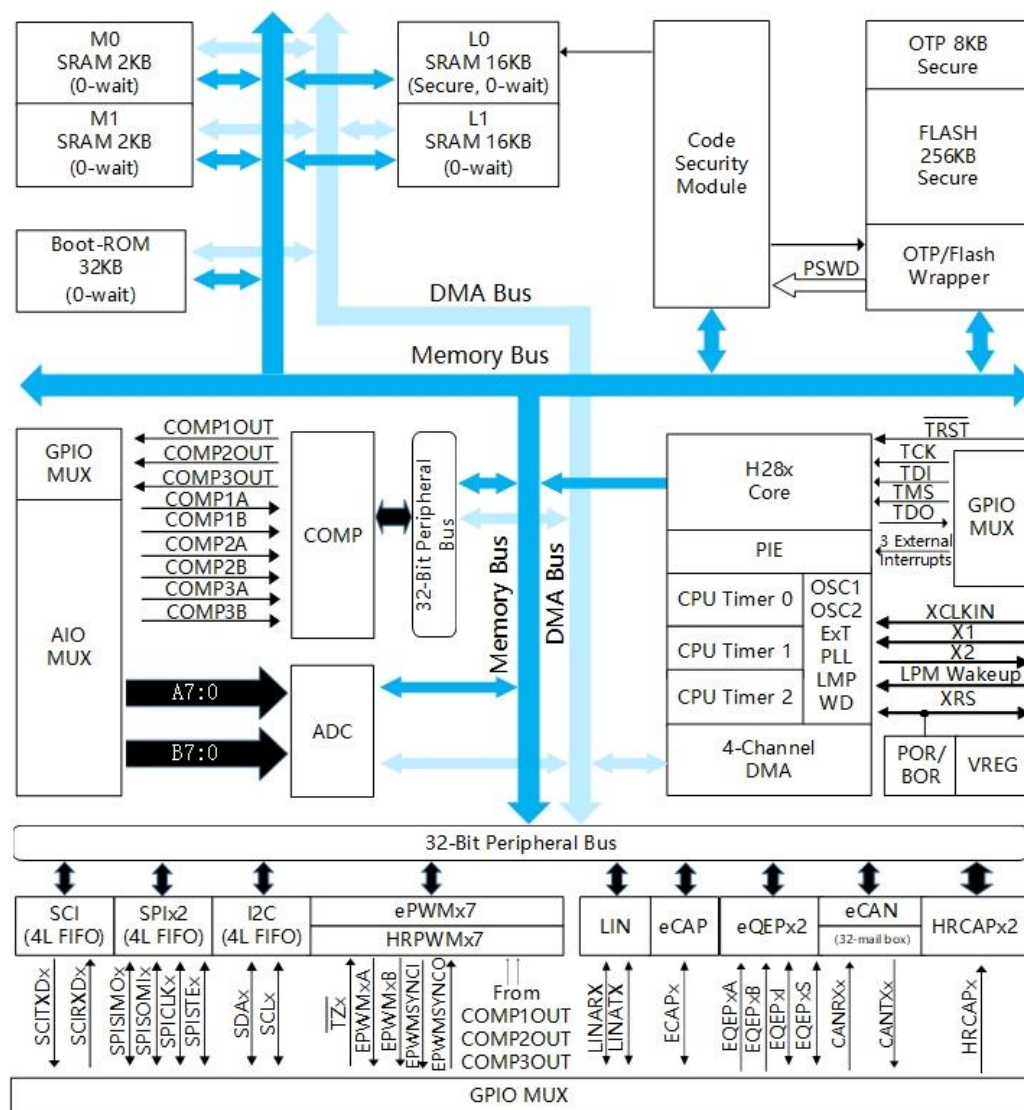 M0
SRAM 2KB
(0-wait)
M1
SRAM 2KB
(0-wait)
L0
SRAM 16KB
(Secure, 0-wait)
L1
SRAM 16KB
(0-wait)
Code
Security
Module
OTP 8KB
Secure
FLASH
256KB
Secure
OTP/Flash
Wrapper
PSWD
Boot-ROM
32KB
(0-wait)
DMA Bus
Memory Bus
GPIO
MUX
AIO
MUX
COMP1OUT
COMP2OUT
COMP3OUT
COMP1A
COMP1B
COMP2A
COMP2B
COMP3A
COMP3B
A7:0
B7:0
COMP
ADC
32-Bit Peripheral
Bus
Memory Bus
DMA Bus
H28x
Core
PIE
CPU Timer 0
CPU Timer 1
CPU Timer 2
OSC1
OSC2
ExT
PLL
LMP
WD
4-Channel
DMA
TRST
TCK
TDI
TMS
TDO
3 External
Interrupts
GPIO
MUX
XCLKIN
X1
X2
LPM Wakeup
XRS
POR/
BOR
VREG
32-Bit Peripheral Bus
SCI
(4L FIFO)
SPIx2
(4L FIFO)
I2C
(4L FIFO)
ePWMx7
HRPWMx7
LIN
eCAP
eQEPx2
eCAN
(32-mail box)
HRCAPx2
SCITXDx
SCIRXDx
SPISIMOx
SPISOMIx
SPICLKx
SPISTEx
SDAx
SCLx
TZx
EPWMxA
EPWMxB
EPWMSYNCI
EPWMSYNCO
From
COMP1OUT
COMP2OUT
COMP3OUT
LINARX
LINATX
ECAPx
EQEPxA
EQEPxB
EQEPxI
EQEPxS
CANRXx
CANTXx
HRCAPx
GPIO MUX